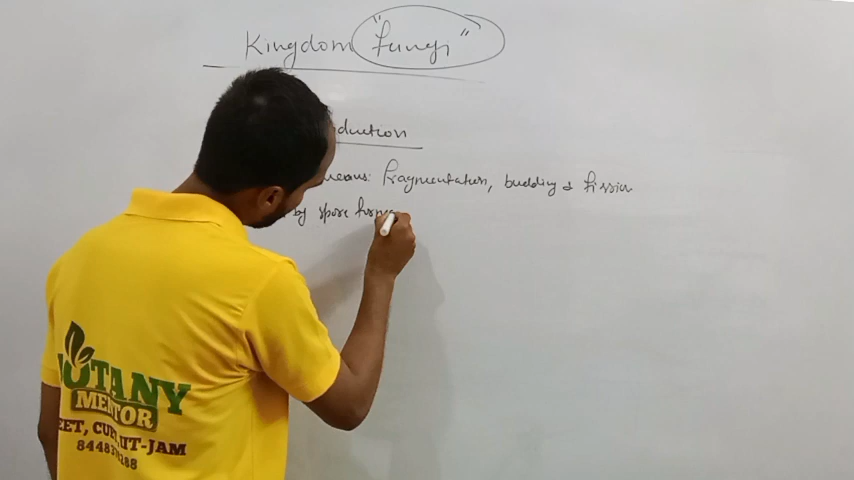 Kingdom "fungi"
duction
means: fragmentation, budding & fission
by spore forma
BOTANY
MENTOR
EET, CUET, IIT-JAM